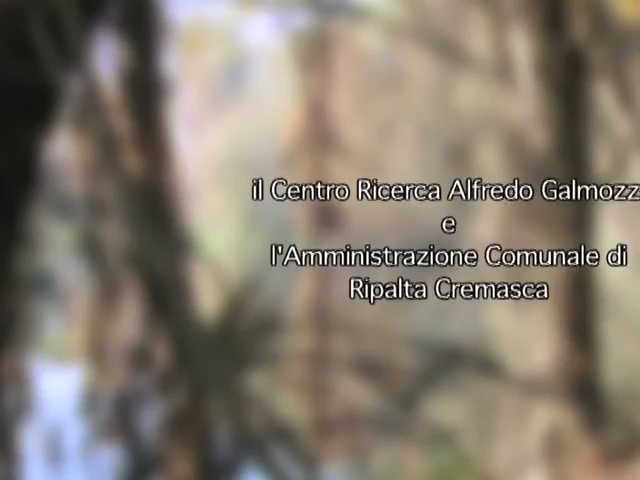 il Centro Ricerca Alfredo Galmozz
e
l'Amministrazione Comunale di
Ripalta Cremasca